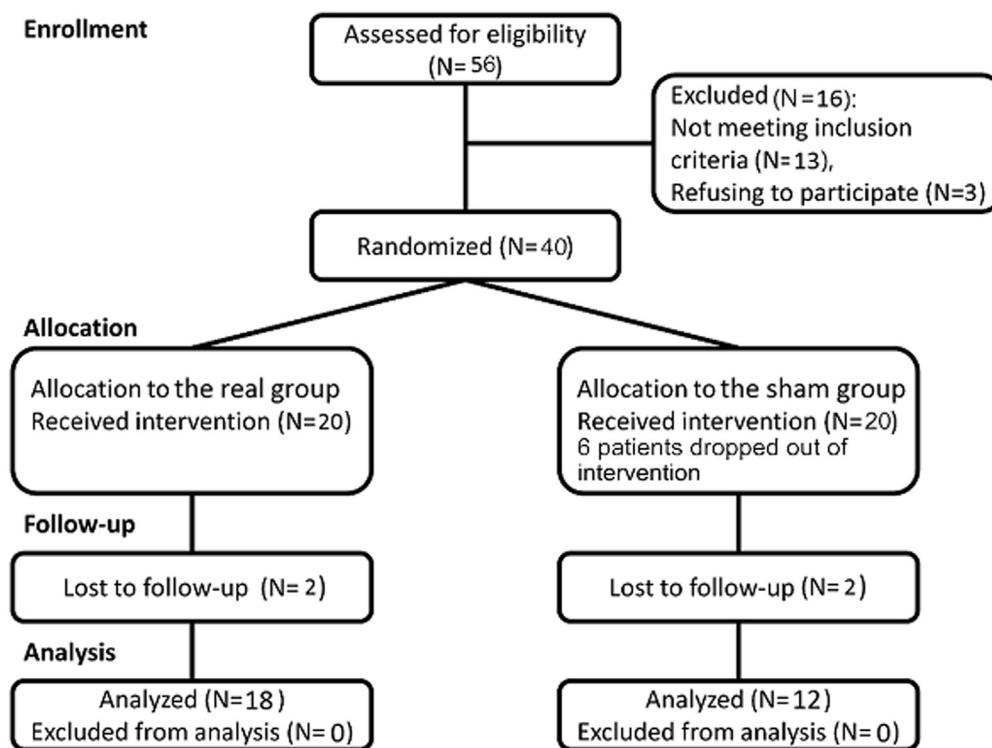 Enrollment
Assessed for eligibility
(N=56)
Excluded (N=16):
Not meeting inclusion
criteria (N=13),
Refusing to participate (N=3)
Randomized (N=40)
Allocation
Allocation to the real group
Received intervention (N=20)
Allocation to the sham group
Received intervention (N=20)
6 patients dropped out of
intervention
Follow-up
Lost to follow-up (N=2)
Lost to follow-up (N=2)
Analysis
Analyzed (N=18)
Excluded from analysis (N=0)
Analyzed (N=12)
Excluded from analysis (N=0)